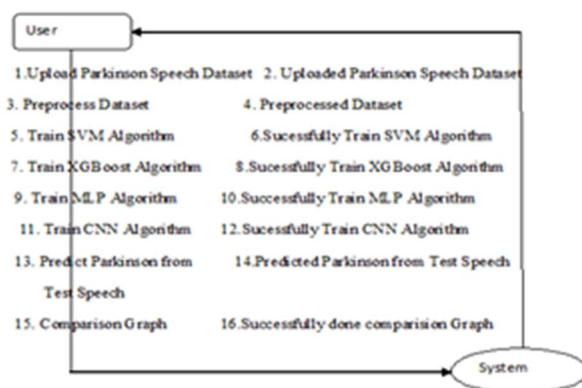 User
1.Upload Parkinson Speech Dataset 2. Uploaded Parkinson Speech Dataset
3. Preprocess Dataset 4. Preprocessed Dataset
5. Train SVM Algorithm 6.Sucessfully Train SVM Algorithm
7. Train XGBoost Algorithm 8.Sucessfully Train XGBoost Algorithm
9. Train MLP Algorithm 10.Successfully Train MLP Algorithm
11. Train CNN Algorithm 12.Sucessfully Train CNN Algorithm
13. Predict Parkinson from 14.Predicted Parkinson from Test Speech
Test Speech
15. Comparison Graph 16.Successfully done comparision Graph
System